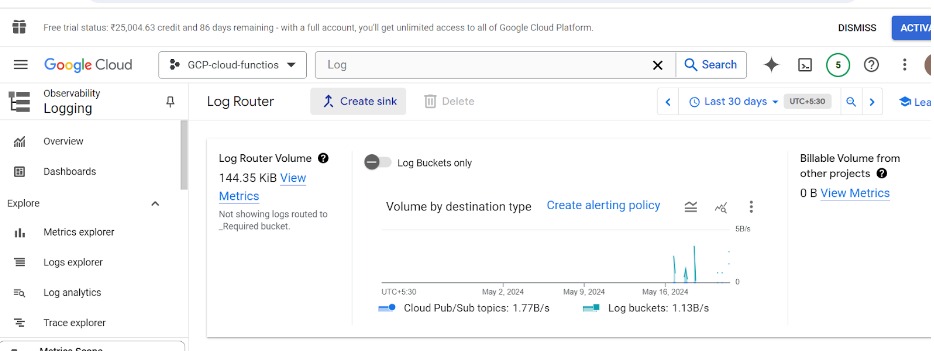 Free trial status: ₹25,004.63 credit and 86 days remaining - with a full account, you'll get unlimited access to all of Google Cloud Platform.
DISMISS
Google Cloud
GCP-cloud-functios
Log
Search
5
Observability
Logging
Log Router
Create sink
Delete
Last 30 days
UTC+5:30
Overview
Dashboards
Explore
Metrics explorer
Logs explorer
Log analytics
Trace explorer
Log Router Volume
144.35 KiB View
Metrics
Not showing logs routed to
_Required bucket.
Log Buckets only
Volume by destination type
Create alerting policy
5B/s
0
UTC+5:30
May 2, 2024
May 9, 2024
May 16, 2024
Cloud Pub/Sub topics: 1.77B/s
Log buckets: 1.13B/s
Billable Volume from
other projects
0 B View Metrics